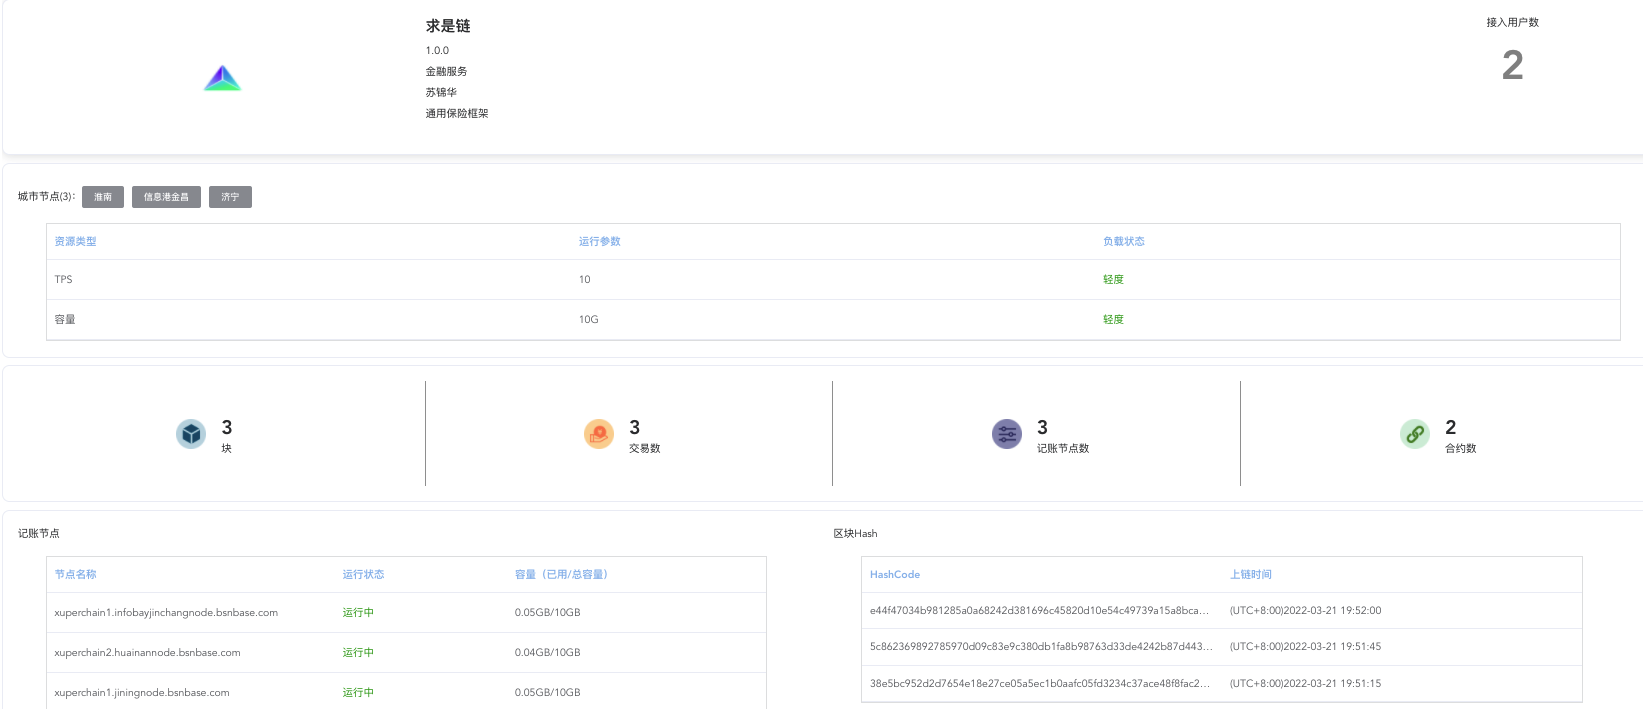 求是链
1.0.0
金融服务
苏锦华
通用保险框架
接入用户数
2
城市节点(3): 淮南 信息港金昌 济宁
资源类型 运行参数 负载状态
TPS 10 轻度
容量 10G 轻度
3
块
3
交易数
3
记账节点数
2
合约数
记账节点
节点名称 运行状态 容量（已用/总容量）
xuperchain1.infobayjinchangnode.bsnbase.com 运行中 0.05GB/10GB
xuperchain2.huainannode.bsnbase.com 运行中 0.04GB/10GB
xuperchain1.jiningnode.bsnbase.com 运行中 0.05GB/10GB
区块Hash
HashCode 上链时间
e44f47034b981285a0a68242d381696c45820d10e54c49739a15a8bca... (UTC+8:00)2022-03-21 19:52:00
5c862369892785970d09c83e9c380db1fa8b98763d33de4242b87d443... (UTC+8:00)2022-03-21 19:51:45
38e5bc952d2d7654e18e27ce05a5ec1b0aafc05fd3234c37ace48f8fac2... (UTC+8:00)2022-03-21 19:51:15